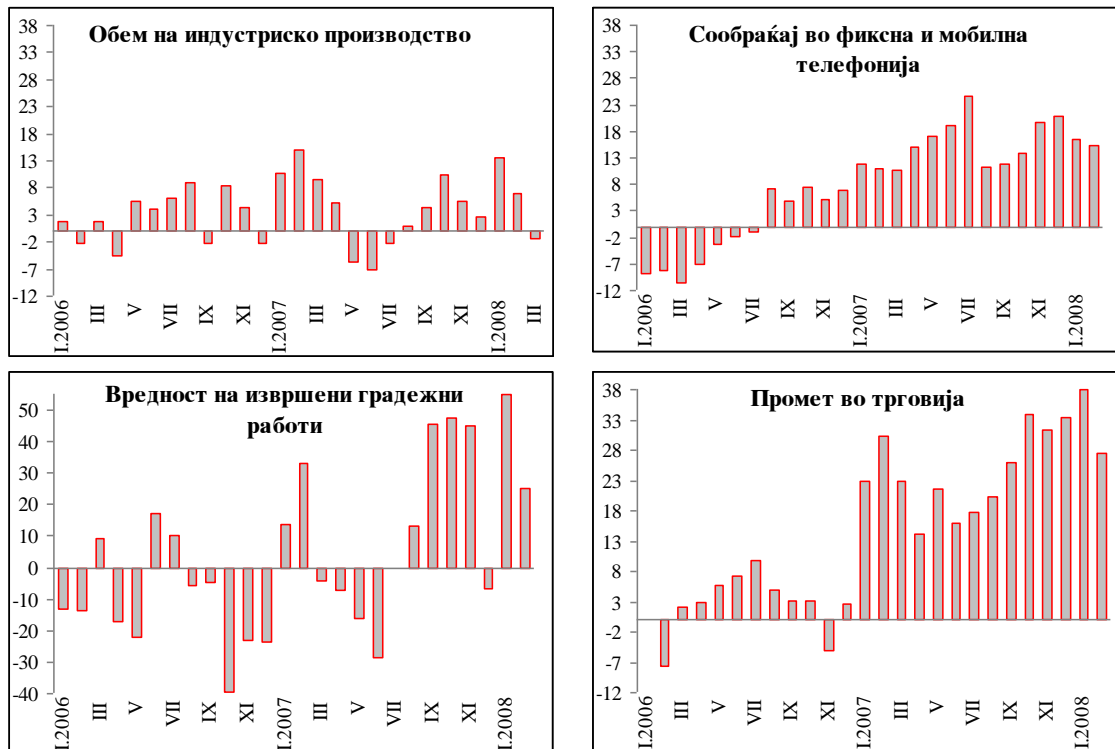 Обем на индустриско производство
38
33
28
23
18
13
8
3
-2
-7
-12
I.2006
III
V
VII
IX
XI
I.2007
III
V
VII
IX
XI
I.2008
III
Сообраќај во фиксна и мобилна
телефонија
38
33
28
23
18
13
8
3
-2
-7
-12
I.2006
III
V
VII
IX
XI
I.2007
III
V
VII
IX
XI
I.2008
Вредност на извршени градежни
работи
50
40
30
20
10
0
-10
-20
-30
-40
I.2006
III
V
VII
IX
XI
I.2007
III
V
VII
IX
XI
I.2008
Промет во трговија
38
33
28
23
18
13
8
3
-2
-7
-12
I.2006
III
V
VII
IX
XI
I.2007
III
V
VII
IX
XI
I.2008